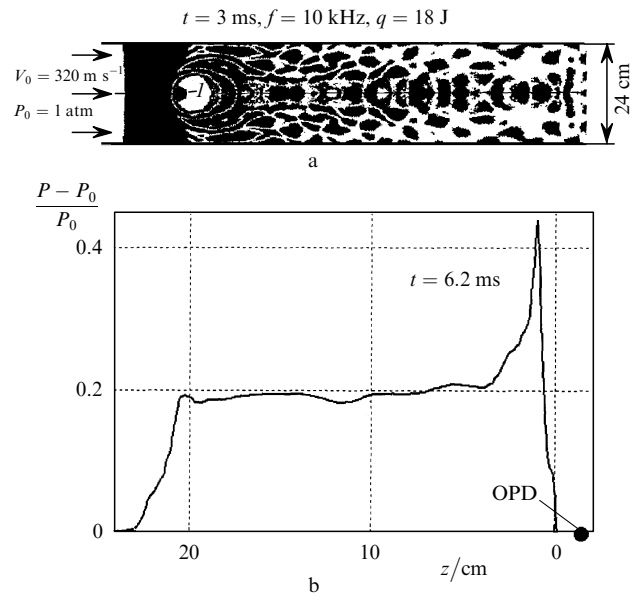 t = 3 ms, f = 10 kHz, q = 18 J
V₀ = 320 m s⁻¹
P₀ = 1 atm
1
24 cm
a
P − P₀
P₀
0.4
t = 6.2 ms
0.2
OPD
0
20
10
0
z/cm
b